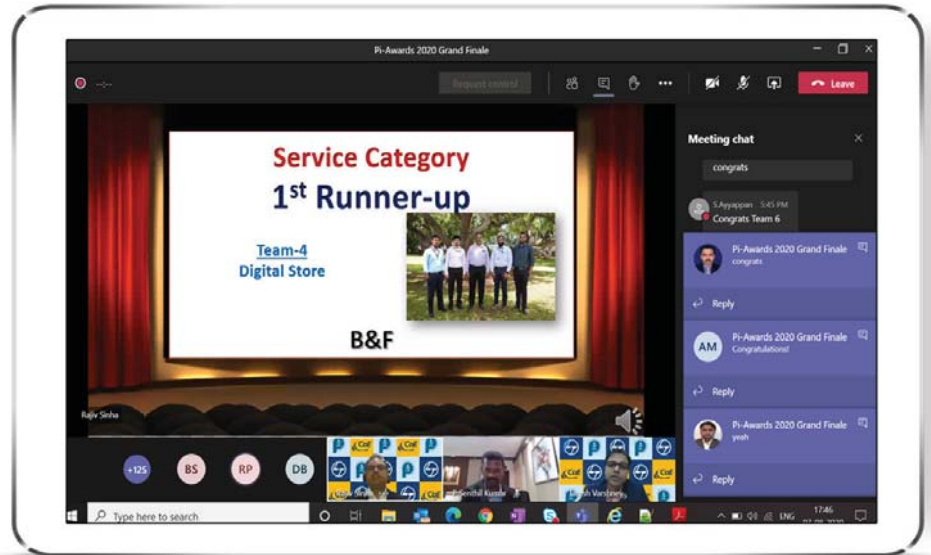 Pi-Awards 2020 Grand Finale
--:--
Request control
Leave
Service Category
1st Runner-up
Team-4
Digital Store
B&F
Rajiv Sinha
+125
BS
RP
DB
Senthil Kumar
Varshney
Meeting chat
congrats
S.Ayyappan 5:45 PM
Congrats Team 6
Pi-Awards 2020 Grand Finale
congrats
Reply
AM
Pi-Awards 2020 Grand Finale
Congratulations!
Reply
Pi-Awards 2020 Grand Finale
yeah
Reply
Type here to search
ENG
17:46